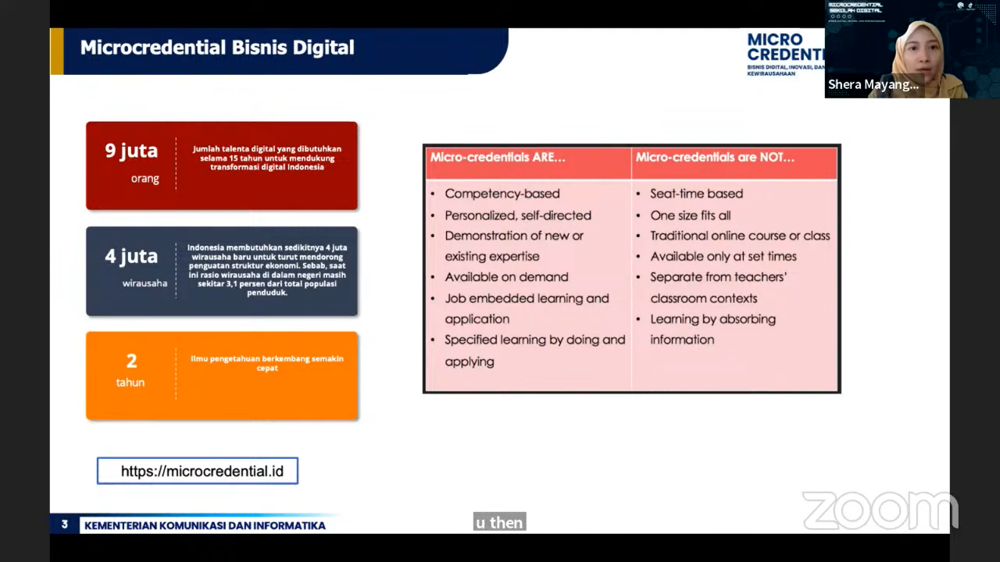 Microcredential Bisnis Digital
MICRO
CREDENTI
BISNIS DIGITAL, INOVASI, DAN
KEWIRAUSAHAAN
MICROCREDENTIAL
SEKOLAH DIGITAL
Shera Mayang...
9 juta
orang
Jumlah talenta digital yang dibutuhkan
selama 15 tahun untuk mendukung
transformasi digital Indonesia
4 juta
wirausaha
Indonesia membutuhkan sedikitnya 4 juta
wirausaha baru untuk turut mendorong
penguatan struktur ekonomi. Sebab, saat
ini rasio wirausaha di dalam negeri masih
sekitar 3,1 persen dari total populasi
penduduk.
2
tahun
Ilmu pengetahuan berkembang semakin
cepat
https://microcredential.id
Micro-credentials ARE...
• Competency-based
• Personalized, self-directed
• Demonstration of new or
existing expertise
• Available on demand
• Job embedded learning and
application
• Specified learning by doing and
applying
Micro-credentials are NOT...
• Seat-time based
• One size fits all
• Traditional online course or class
• Available only at set times
• Separate from teachers'
classroom contexts
• Learning by absorbing
information
3
KEMENTERIAN KOMUNIKASI DAN INFORMATIKA
u then
zoom